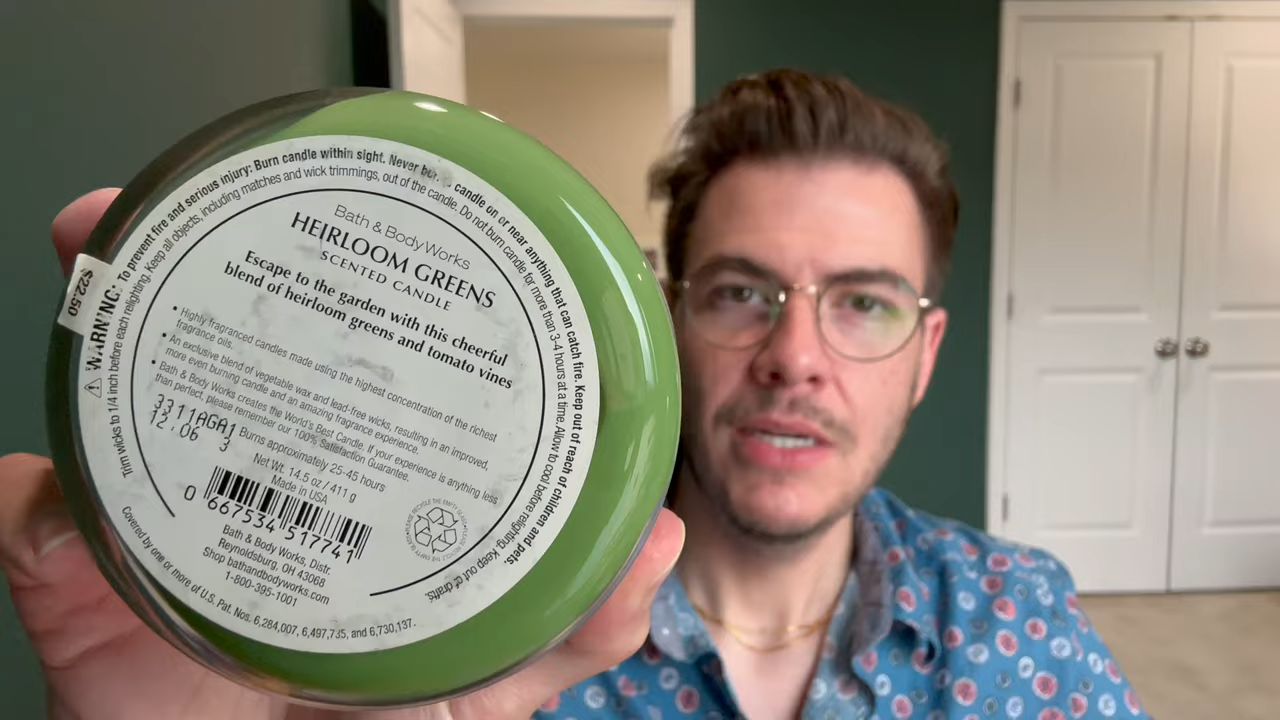 $22.50
WARNING: To prevent fire and serious injury: Burn candle within sight. Never candle on or near anything that can catch fire. Keep out of reach of children and pets.
Trim wicks to 1/4 inch before each relighting. Keep all objects, including matches and wick trimmings, out of the candle. Do not burn candle for more than 3-4 hours at a time. Allow to cool before relighting. Keep out of drafts.
Bath & Body Works
HEIRLOOM GREENS
SCENTED CANDLE
Escape to the garden with this cheerful
blend of heirloom greens and tomato vines
• Highly fragranced candles made using the highest concentration of the richest
fragrance oils.
• An exclusive blend of vegetable wax and lead-free wicks, resulting in an improved,
more even burning candle and an amazing fragrance experience.
• Bath & Body Works creates the World's Best Candle. If your experience is anything less
than perfect, please remember our 100% Satisfaction Guarantee.
3311AGA1
12:06 3
Burns approximately 25-45 hours
Net Wt. 14.5 oz / 411 g
Made in USA
0 667534 517741
Bath & Body Works, Distr.
Reynoldsburg, OH 43068
Shop bathandbodyworks.com
1-800-395-1001
Covered by one or more of U.S. Pat. Nos. 6,284,007, 6,497,735, and 6,730,137.